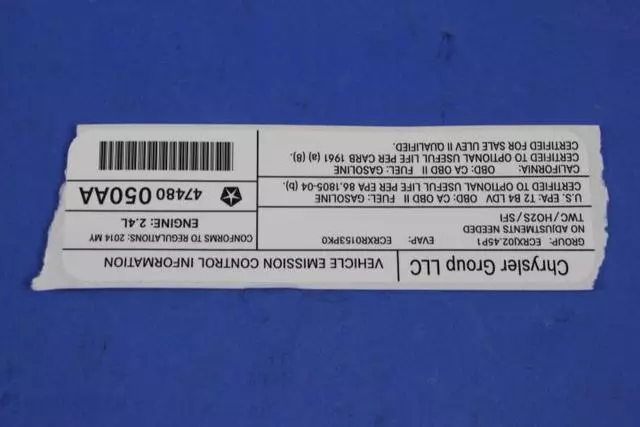 Chrysler Group LLC
VEHICLE EMISSION CONTROL INFORMATION
GROUP: ECRXJ02.45P1 EVAP: ECRXR0153PK0
NO ADJUSTMENTS NEEDED
TWC/HO2S/SFI
CONFORMS TO REGULATIONS: 2014 MY
ENGINE: 2.4L
U.S. EPA: T2 B4 LDV OBD: CA OBD II FUEL: GASOLINE
CERTIFIED TO OPTIONAL USEFUL LIFE PER EPA 86.1805-04 (b).
CALIFORNIA: OBD: CA OBD II FUEL: GASOLINE
CERTIFIED TO OPTIONAL USEFUL LIFE PER CARB 1961 (a) (8).
CERTIFIED FOR SALE ULEV II QUALIFIED.
47480 050AA